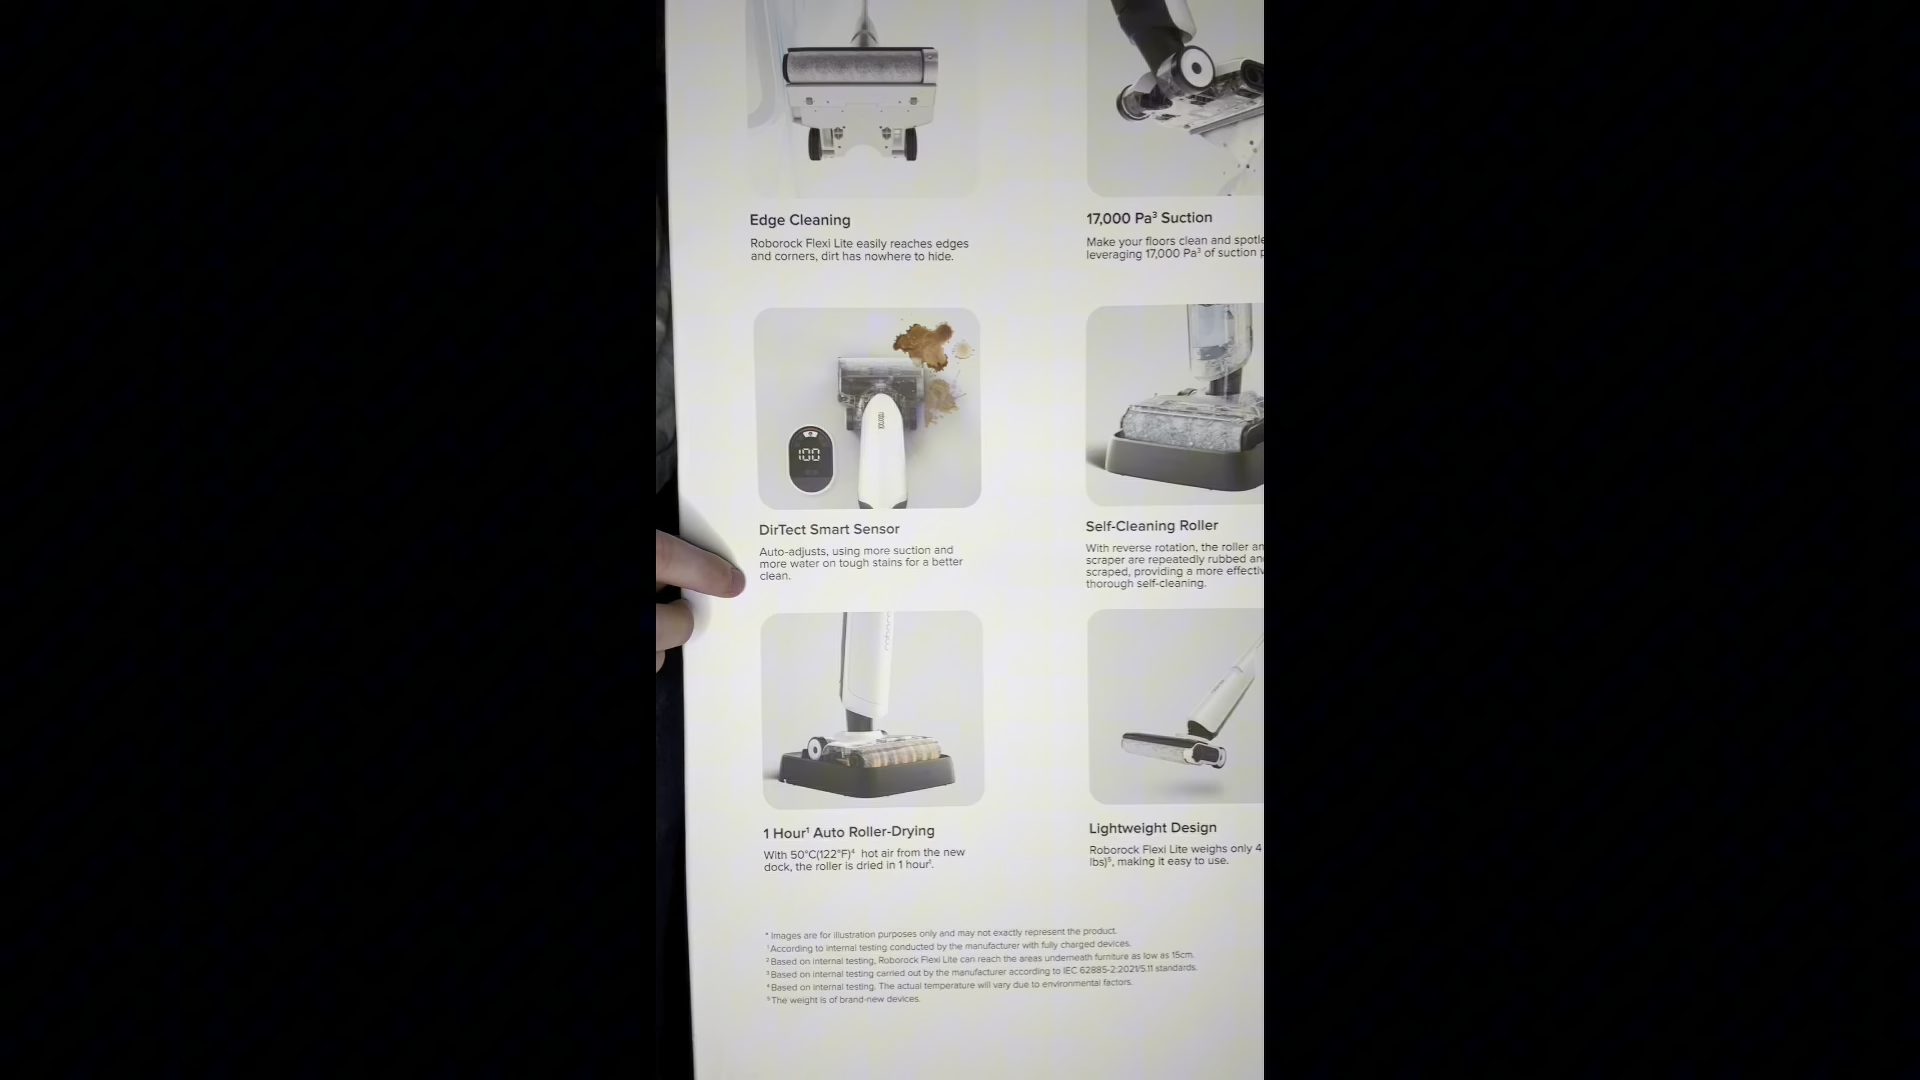 Edge Cleaning
Roborock Flexi Lite easily reaches edges
and corners, dirt has nowhere to hide.
17,000 Pa³ Suction
Make your floors clean and
leveraging 17,000 Pa³ of suction
100
DirTect Smart Sensor
Auto-adjusts, using more suction and
more water on tough stains for a better
clean.
Self-Cleaning Roller
With reverse rotation, the roller
scraper are repeatedly rubbed
scraped, providing a more
thorough self-cleaning.
1 Hour¹ Auto Roller-Drying
With 50°C(122°F)⁴ hot air from the new
dock, the roller is dried in 1 hour¹.
Lightweight Design
Roborock Flexi Lite weighs only 4
lbs)⁵, making it easy to use.
* Images are for illustration purposes only and may not exactly represent the product.
¹ According to internal testing conducted by the manufacturer with fully charged devices.
² Based on internal testing, Roborock Flexi Lite can reach the areas underneath furniture as low as 15cm.
³ Based on internal testing carried out by the manufacturer according to IEC 62885-2:2021/5.11 standards.
⁴ Based on internal testing. The actual temperature will vary due to environmental factors.
⁵ The weight is of brand-new devices.